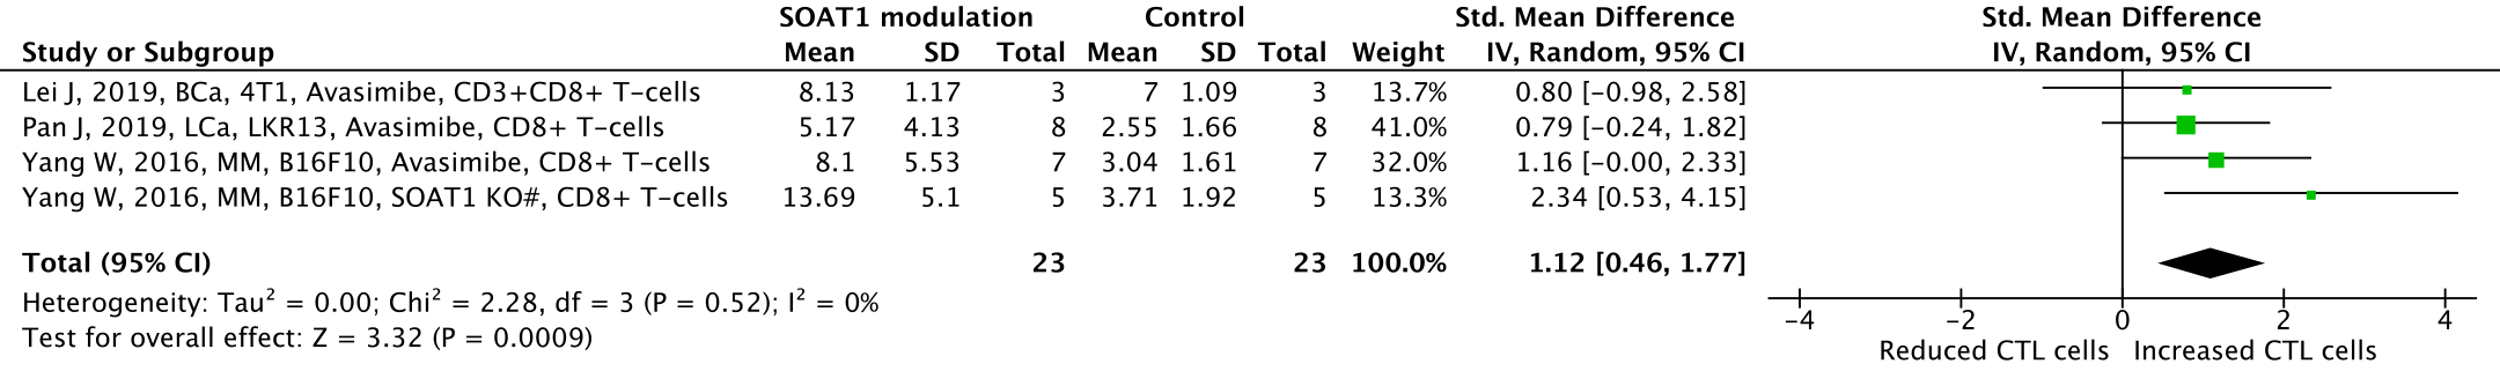 SOAT1 modulation Control Std. Mean Difference Std. Mean Difference
Study or Subgroup Mean SD Total Mean SD Total Weight IV, Random, 95% CI IV, Random, 95% CI
Lei J, 2019, BCa, 4T1, Avasimibe, CD3+CD8+ T-cells 8.13 1.17 3 7 1.09 3 13.7% 0.80 [-0.98, 2.58]
Pan J, 2019, LCa, LKR13, Avasimibe, CD8+ T-cells 5.17 4.13 8 2.55 1.66 8 41.0% 0.79 [-0.24, 1.82]
Yang W, 2016, MM, B16F10, Avasimibe, CD8+ T-cells 8.1 5.53 7 3.04 1.61 7 32.0% 1.16 [-0.00, 2.33]
Yang W, 2016, MM, B16F10, SOAT1 KO#, CD8+ T-cells 13.69 5.1 5 3.71 1.92 5 13.3% 2.34 [0.53, 4.15]
Total (95% CI) 23 23 100.0% 1.12 [0.46, 1.77]
Heterogeneity: Tau² = 0.00; Chi² = 2.28, df = 3 (P = 0.52); I² = 0%
Test for overall effect: Z = 3.32 (P = 0.0009)
-4 -2 0 2 4
Reduced CTL cells Increased CTL cells